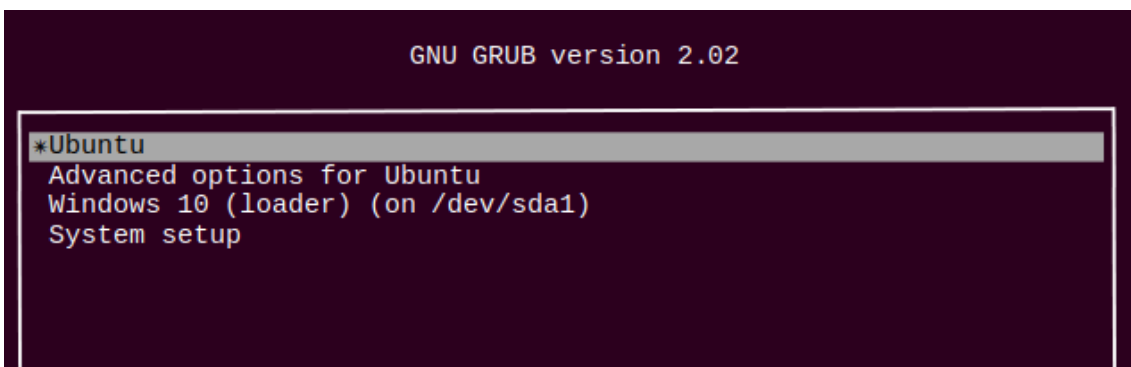 GNU GRUB version 2.02
*Ubuntu
Advanced options for Ubuntu
Windows 10 (loader) (on /dev/sda1)
System setup